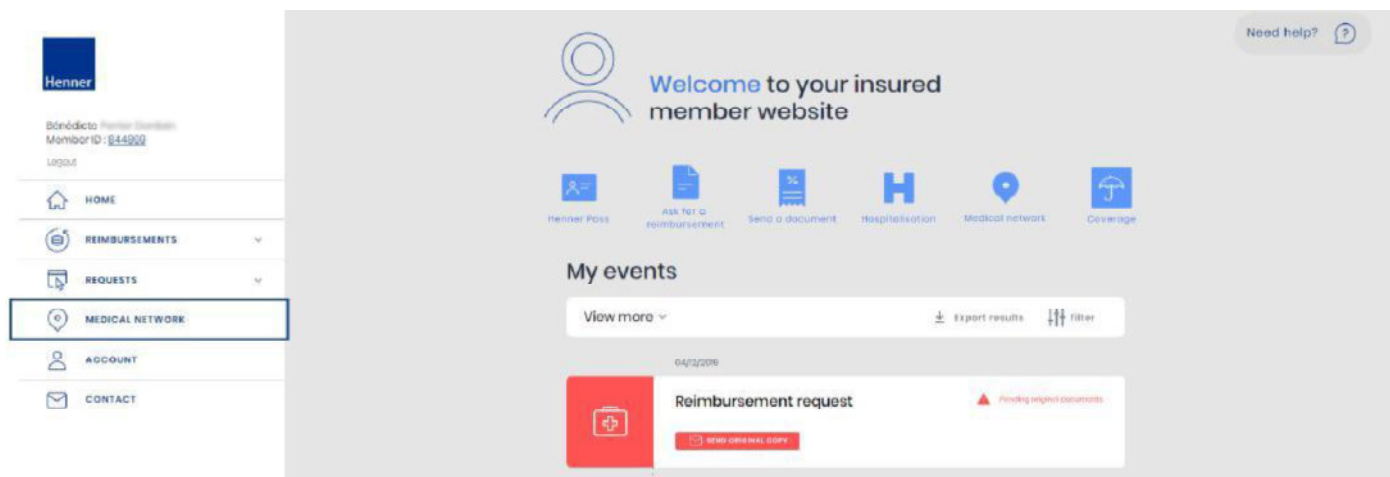 Henner
Bénédicte
Member ID : 644909
Logout
HOME
REIMBURSEMENTS
REQUESTS
MEDICAL NETWORK
ACCOUNT
CONTACT
Need help? ?
Welcome to your insured
member website
Henner Pass
Ask for a
reimbursement
Send a document
Hospitalisation
Medical network
Coverage
My events
View more
Export results
Filter
04/12/2019
Reimbursement request
Pending original documents
SEND ORIGINAL COPY